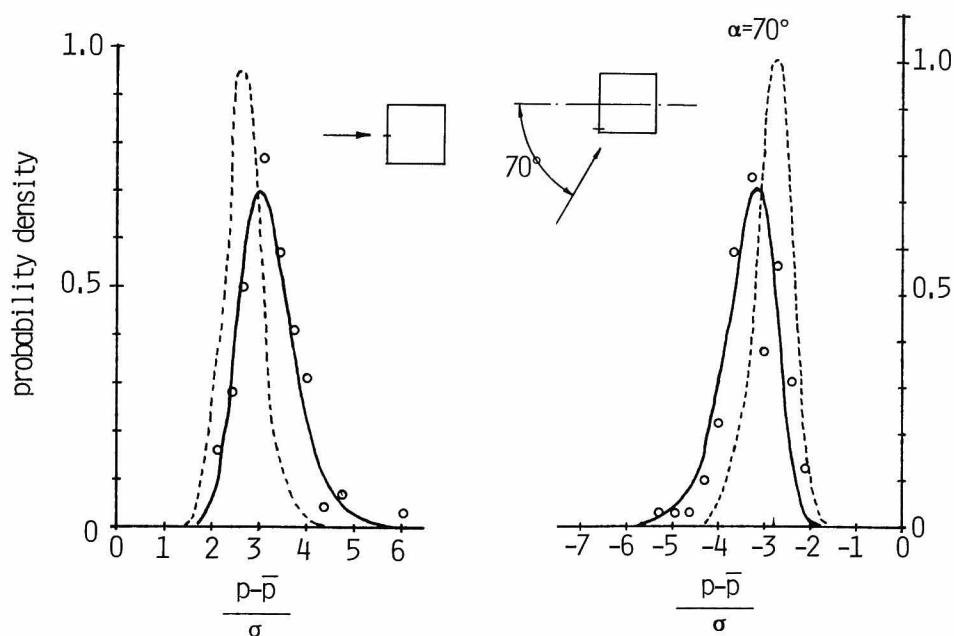 α=70°
1.0
1.0
probability density
70°
0.5
0.5
0
0
0 1 2 3 4 5 6
-7 -6 -5 -4 -3 -2 -1 0
p-p̅
σ
p-p̅
σ